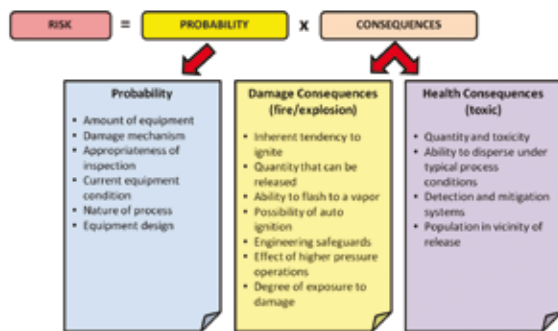 RISK = PROBABILITY x CONSEQUENCES
Probability
• Amount of equipment
• Damage mechanism
• Appropriateness of
inspection
• Current equipment
condition
• Nature of process
• Equipment design
Damage Consequences
(fire/explosion)
• Inherent tendency to
ignite
• Quantity that can be
released
• Ability to flash to a vapor
• Possibility of auto
ignition
• Engineering safeguards
• Effect of higher pressure
operations
• Degree of exposure to
damage
Health Consequences
(toxic)
• Quantity and toxicity
• Ability to disperse under
typical process
conditions
• Detection and mitigation
systems
• Population in vicinity of
release